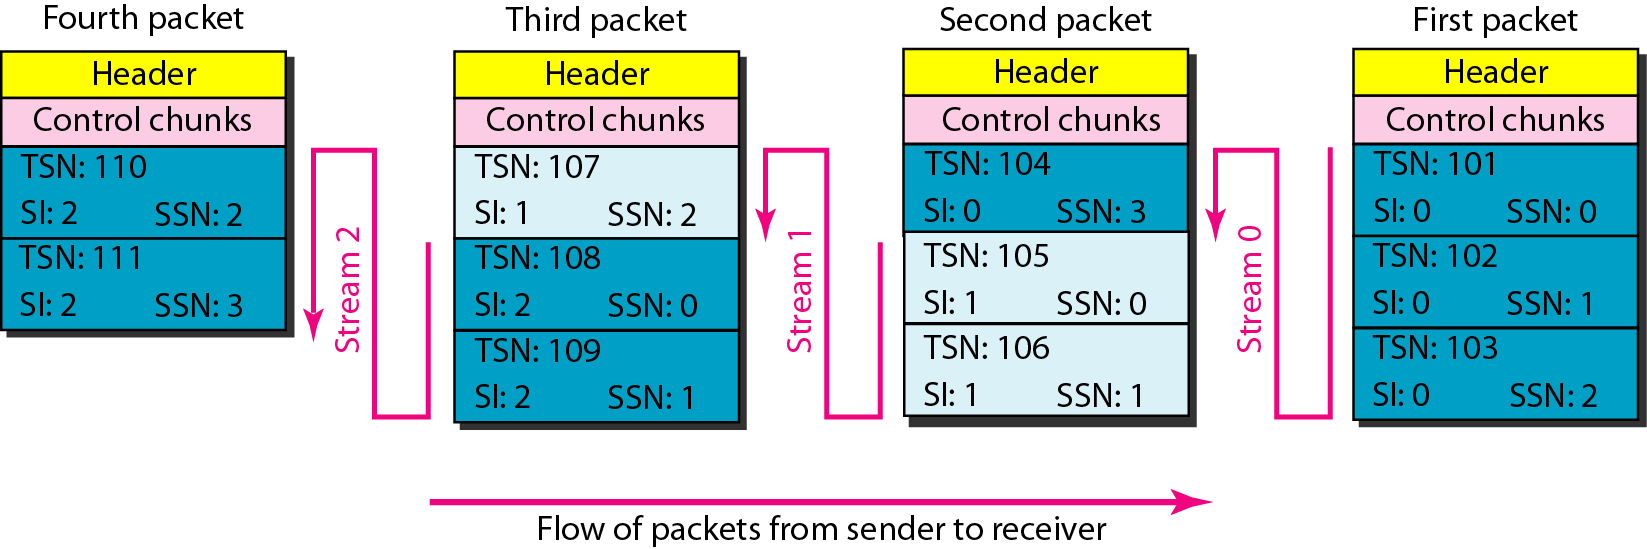 Fourth packet
Header
Control chunks
TSN: 110
SI: 2 SSN: 2
TSN: 111
SI: 2 SSN: 3
Stream 2
Third packet
Header
Control chunks
TSN: 107
SI: 1 SSN: 2
TSN: 108
SI: 2 SSN: 0
TSN: 109
SI: 2 SSN: 1
Stream 1
Second packet
Header
Control chunks
TSN: 104
SI: 0 SSN: 3
TSN: 105
SI: 1 SSN: 0
TSN: 106
SI: 1 SSN: 1
Stream 0
First packet
Header
Control chunks
TSN: 101
SI: 0 SSN: 0
TSN: 102
SI: 0 SSN: 1
TSN: 103
SI: 0 SSN: 2
Flow of packets from sender to receiver